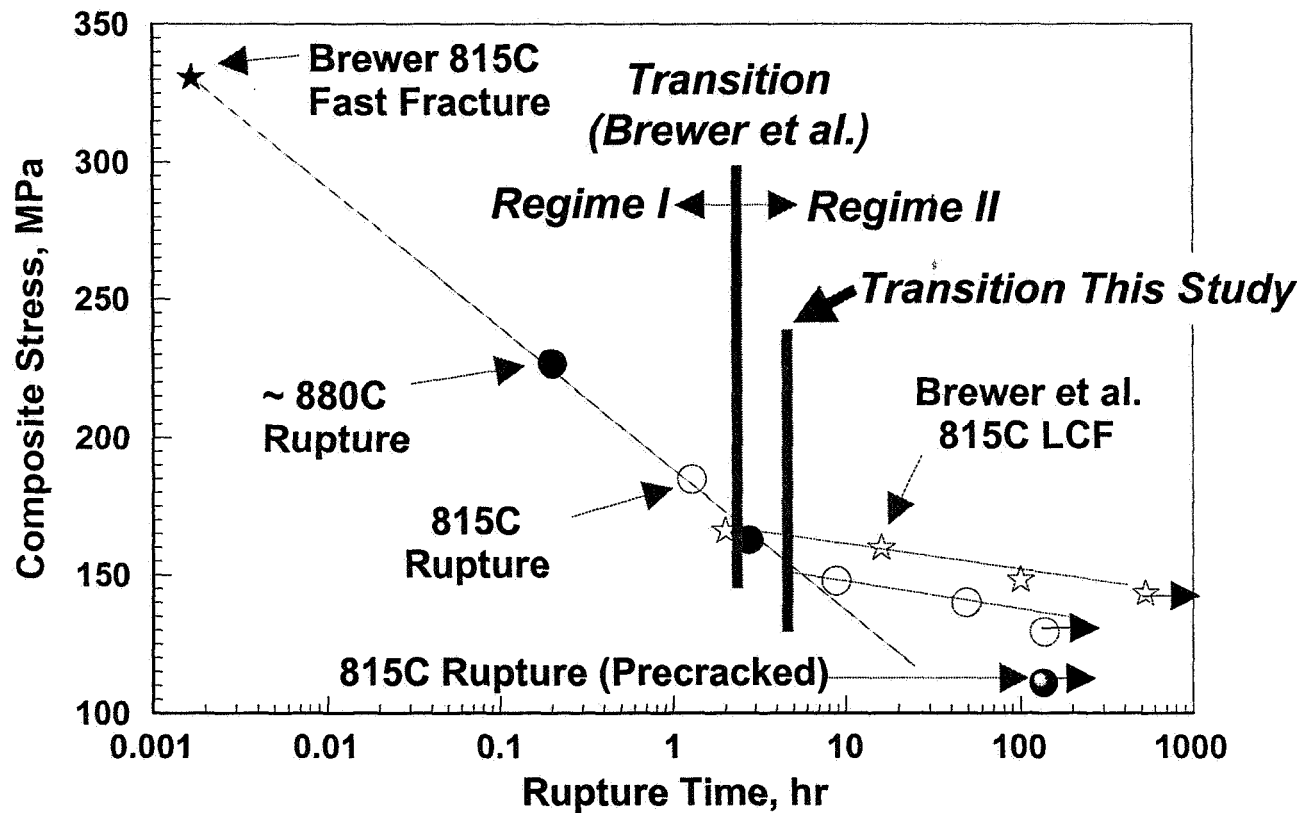 350
300
250
200
150
100
Composite Stress, MPa
Brewer 815C
Fast Fracture
Transition
(Brewer et al.)
Regime I
Regime II
Transition This Study
~ 880C
Rupture
Brewer et al.
815C LCF
815C
Rupture
815C Rupture (Precracked)
0.001
0.01
0.1
1
10
100
1000
Rupture Time, hr